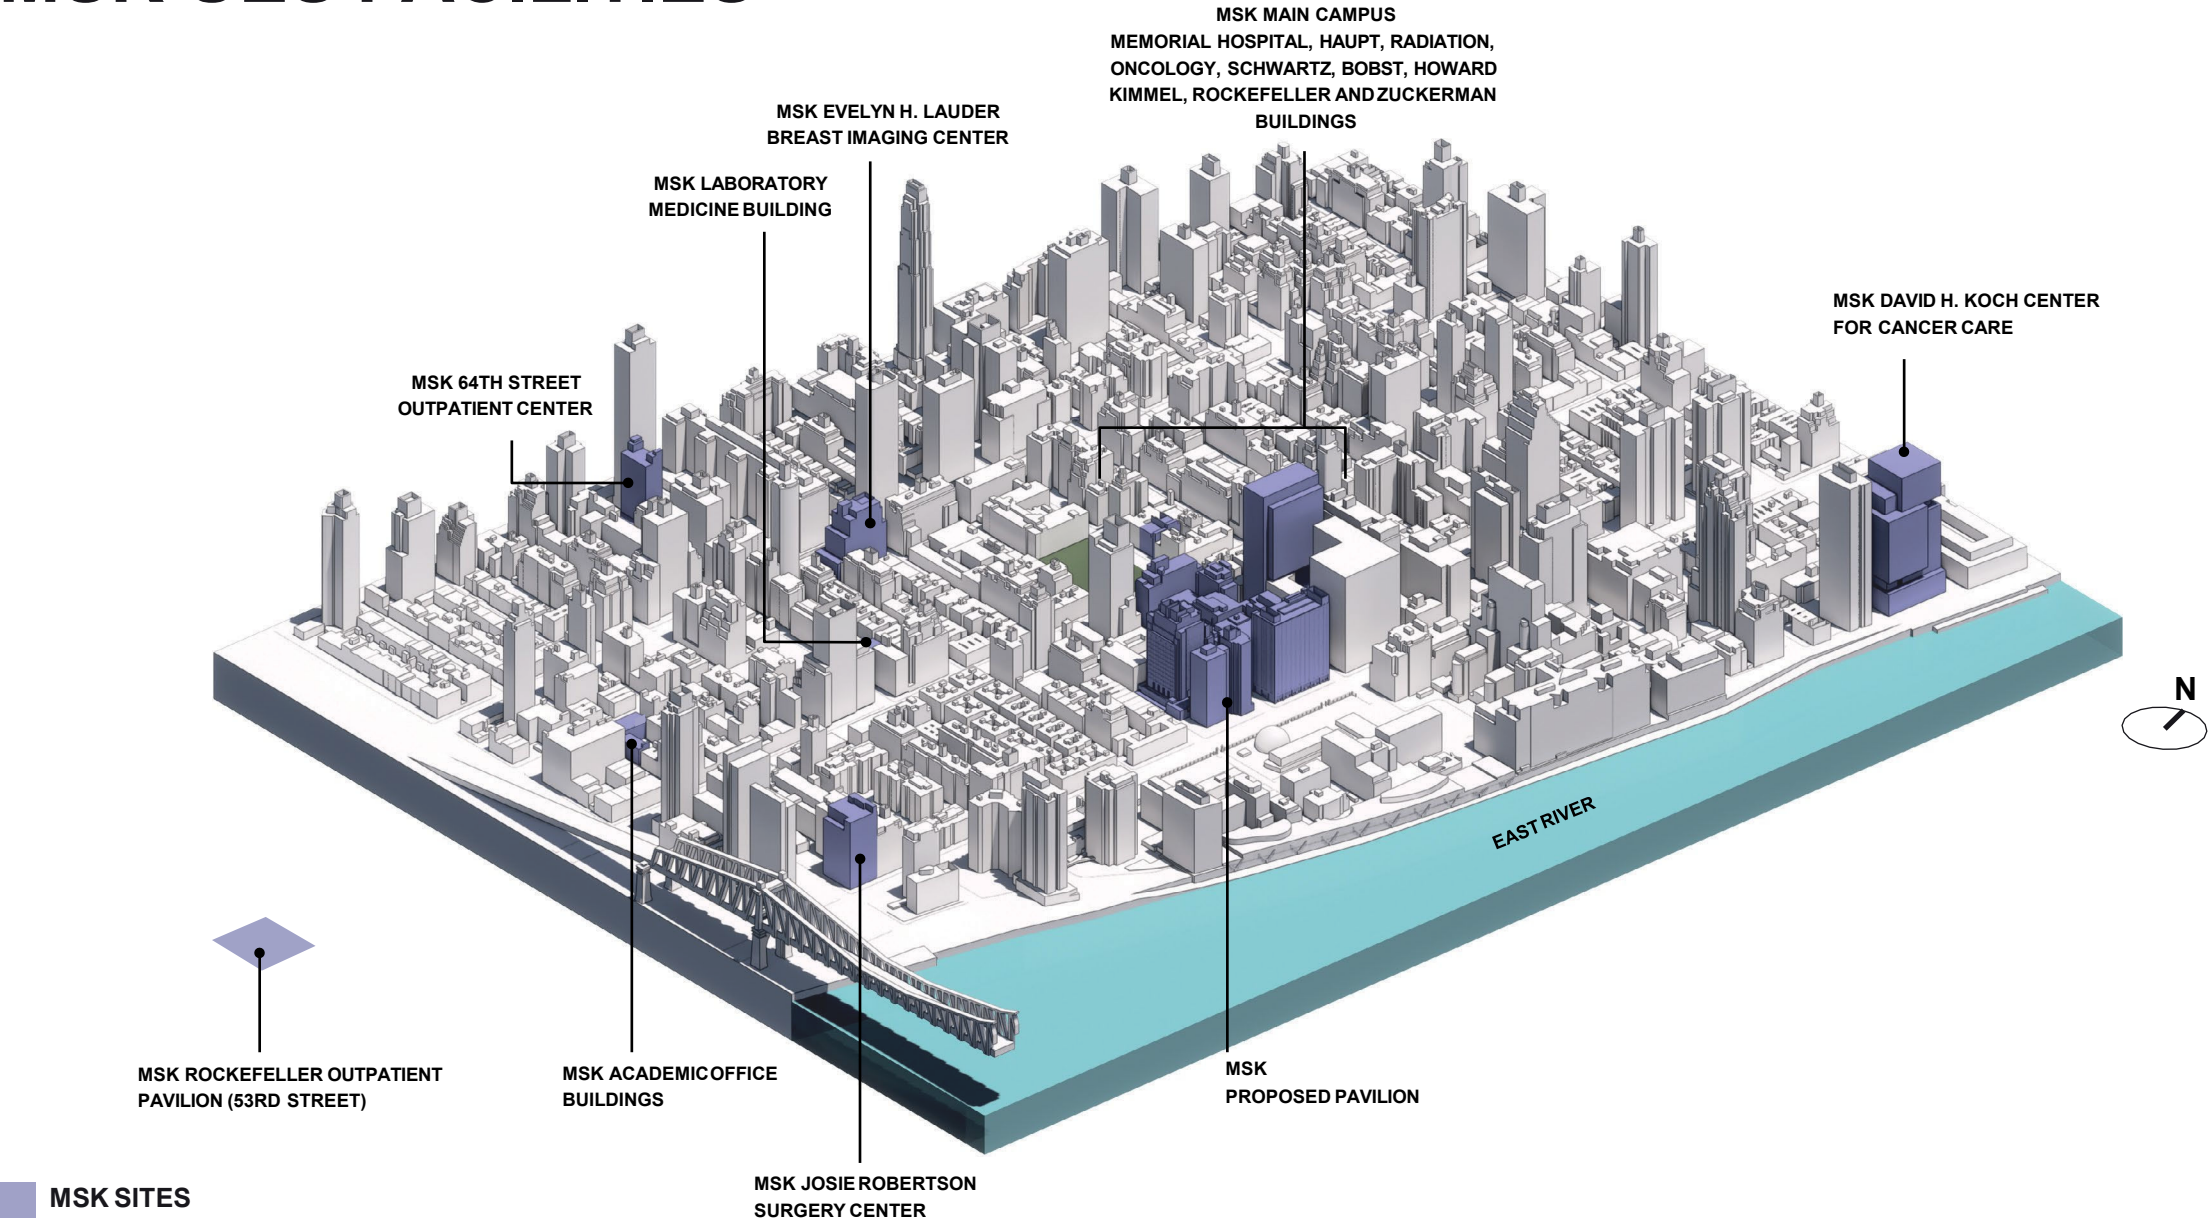 MSK MAIN CAMPUS
MEMORIAL HOSPITAL, HAUPT, RADIATION,
ONCOLOGY, SCHWARTZ, BOBST, HOWARD
KIMMEL, ROCKEFELLER AND ZUCKERMAN
BUILDINGS
MSK EVELYN H. LAUDER
BREAST IMAGING CENTER
MSK LABORATORY
MEDICINE BUILDING
MSK DAVID H. KOCH CENTER
FOR CANCER CARE
MSK 64TH STREET
OUTPATIENT CENTER
N
EAST RIVER
MSK ROCKEFELLER OUTPATIENT
PAVILION (53RD STREET)
MSK ACADEMIC OFFICE
BUILDINGS
MSK
PROPOSED PAVILION
MSK JOSIE ROBERTSON
SURGERY CENTER
MSK SITES